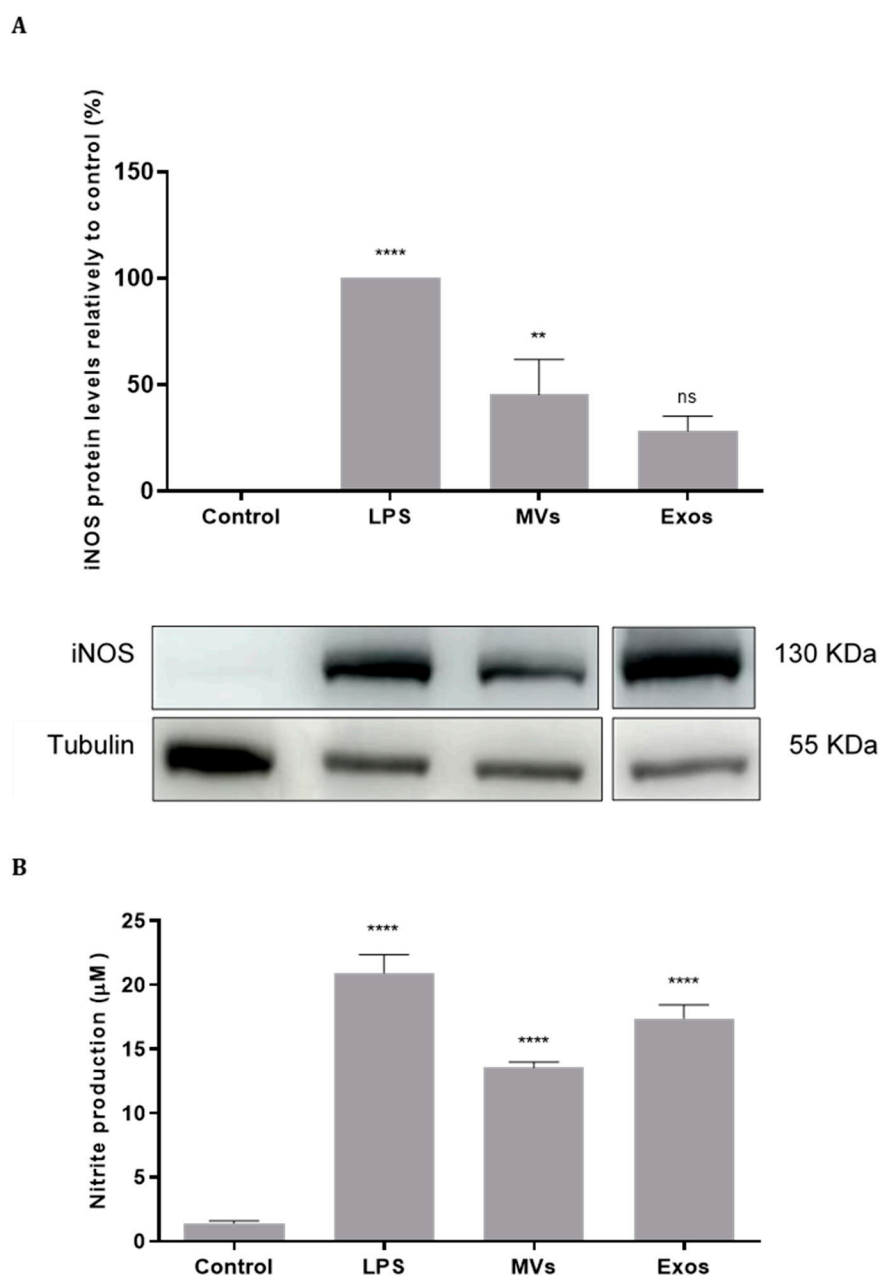 A
iNOS protein levels relatively to control (%)
150
100
50
0
****
**
ns
Control LPS MVs Exos
iNOS 130 KDa
Tubulin 55 KDa
B
Nitrite production (µM)
25
20
15
10
5
0
****
****
****
Control LPS MVs Exos